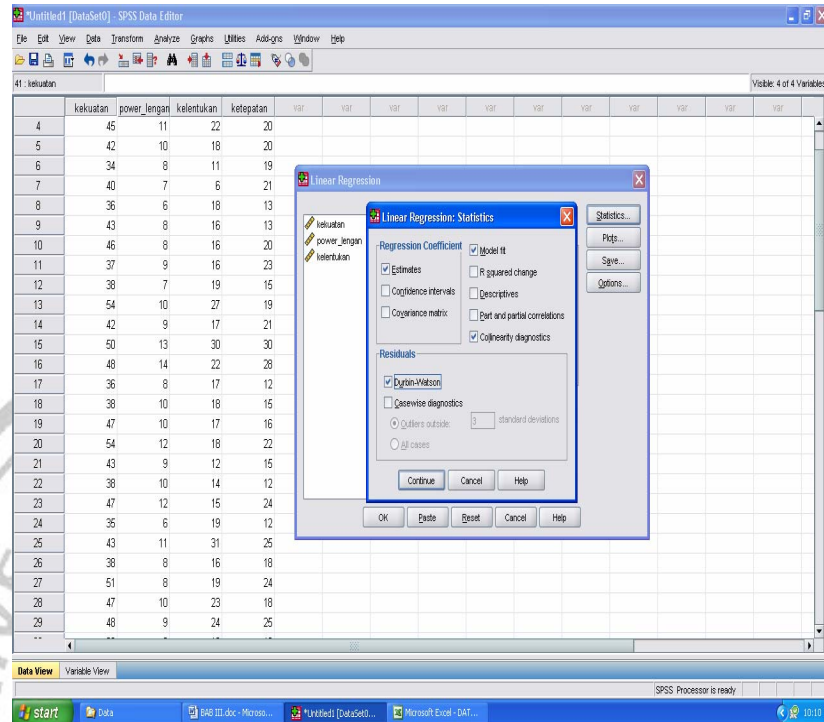 *Untitled1 [DataSet0] - SPSS Data Editor
File Edit View Data Transform Analyze Graphs Utilities Add-ons Window Help
41 : kekuatan
Visible: 4 of 4 Variables
kekuatan power_lengan kelentukan ketepatan var var var var var var var var var var
4 45 11 22 20
5 42 10 18 20
6 34 8 11 19
7 40 7 6 21
8 36 6 18 13
9 43 8 16 13
10 46 8 16 20
11 37 9 16 23
12 38 7 19 15
13 54 10 27 19
14 42 9 17 21
15 50 13 30 30
16 48 14 22 28
17 36 8 17 12
18 38 10 18 15
19 47 10 17 16
20 54 12 18 22
21 43 9 12 15
22 38 10 14 12
23 47 12 15 24
24 35 6 19 12
25 43 11 31 25
26 38 8 16 18
27 51 8 19 24
28 47 10 23 18
29 48 9 24 25
Linear Regression
kekuatan
power_lengan
kelentukan
Statistics...
Plots...
Save...
Options...
OK Paste Reset Cancel Help
Linear Regression: Statistics
Regression Coefficient
Estimates
Confidence intervals
Covariance matrix
Model fit
R squared change
Descriptives
Part and partial correlations
Collinearity diagnostics
Residuals
Durbin-Watson
Casewise diagnostics
Outliers outside: 3 standard deviations
All cases
Continue Cancel Help
Data View Variable View
SPSS Processor is ready
start Data BAB III.doc - Microso... *Untitled1 [DataSet0... Microsoft Excel - DAT... 10:10